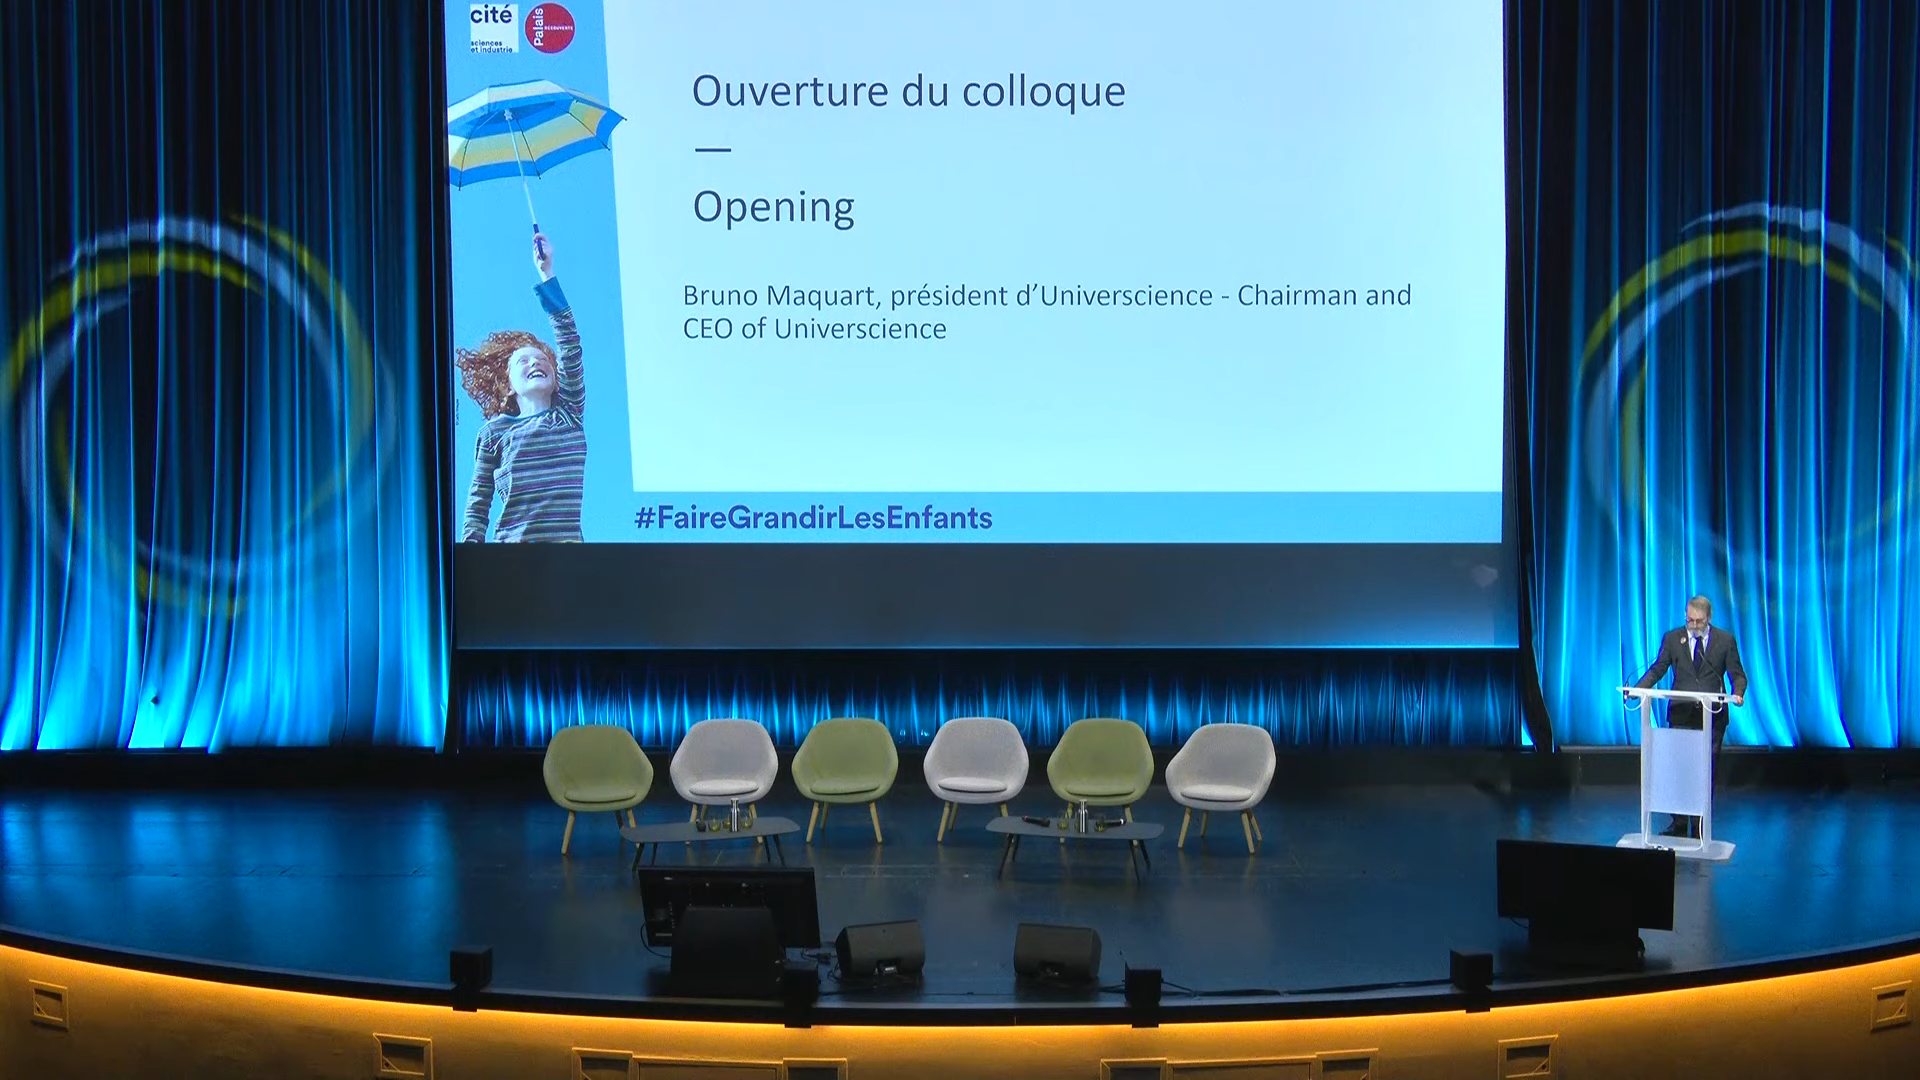 cité
sciences
et industrie
Palais
DECOUVERTE
Ouverture du colloque
—
Opening
Bruno Maquart, président d’Universcience - Chairman and
CEO of Universcience
#FaireGrandirLesEnfants